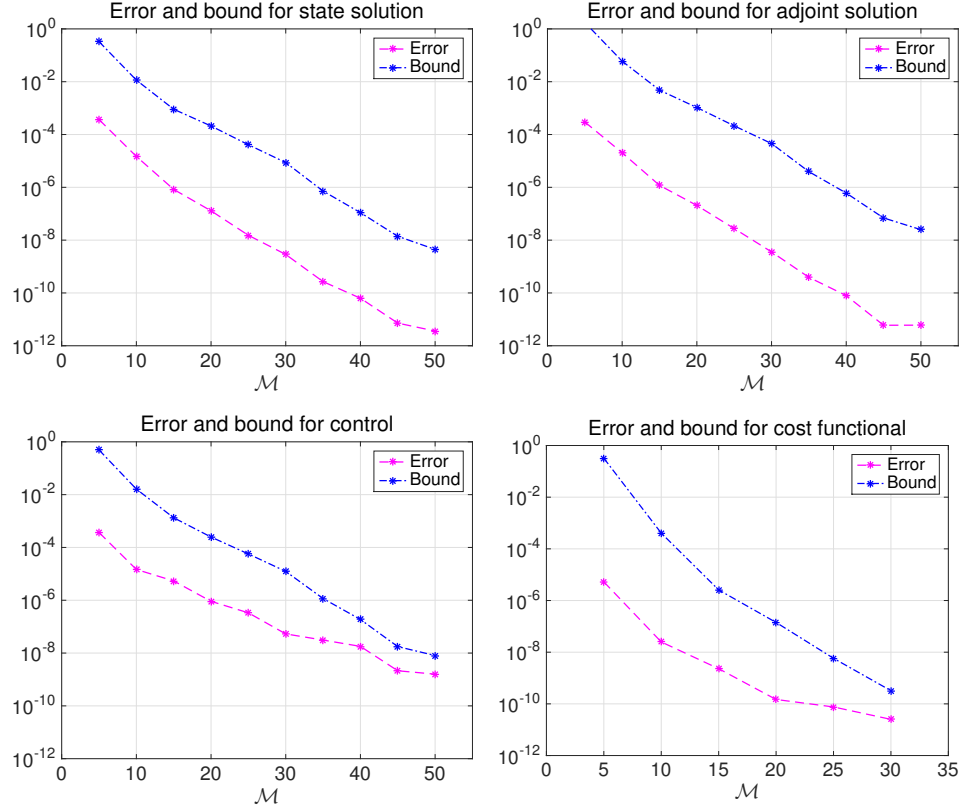 Error and bound for state solution
10^0
10^-2
10^-4
10^-6
10^-8
10^-10
10^-12
0 10 20 30 40 50
ℳ
Error
Bound
Error and bound for adjoint solution
10^0
10^-2
10^-4
10^-6
10^-8
10^-10
10^-12
0 10 20 30 40 50
ℳ
Error
Bound
Error and bound for control
10^0
10^-2
10^-4
10^-6
10^-8
10^-10
10^-12
0 10 20 30 40 50
ℳ
Error
Bound
Error and bound for cost functional
10^0
10^-2
10^-4
10^-6
10^-8
10^-10
10^-12
0 5 10 15 20 25 30 35
ℳ
Error
Bound